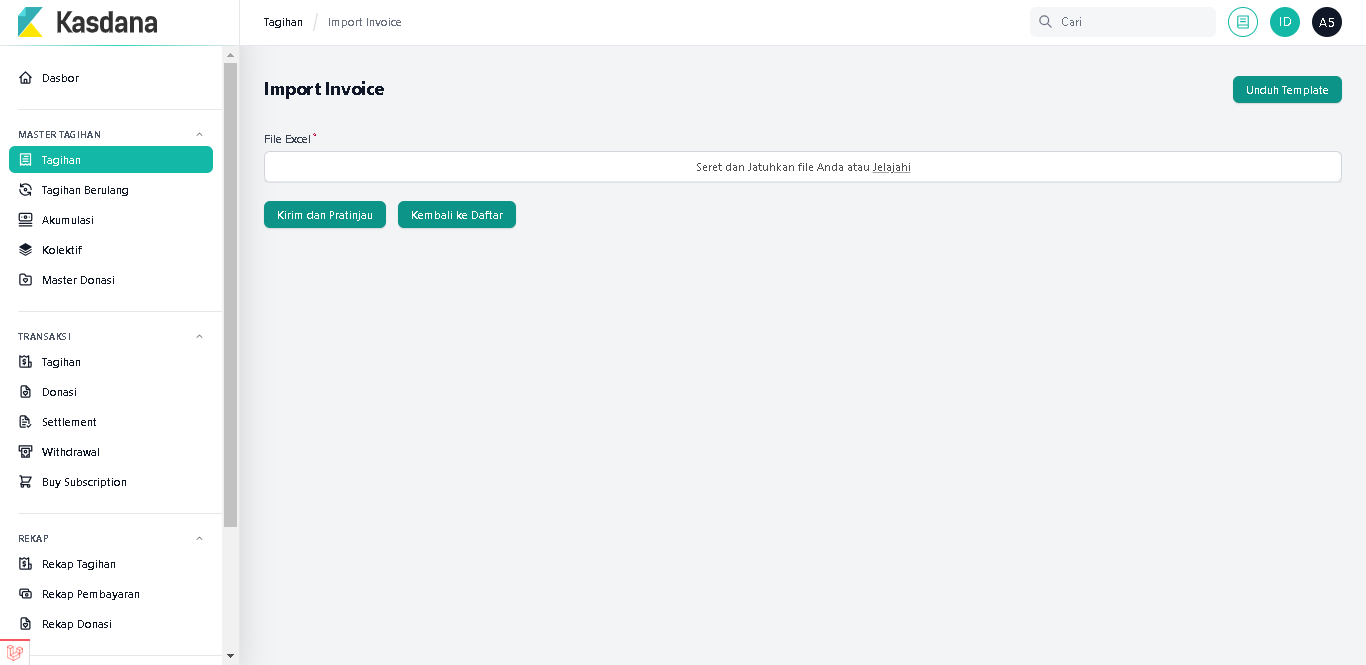 Kasdana
Tagihan / Import Invoice
Cari
ID
A5
Dasbor
MASTER TAGIHAN
Tagihan
Tagihan Berulang
Akumulasi
Kolektif
Master Donasi
TRANSAKSI
Tagihan
Donasi
Settlement
Withdrawal
Buy Subscription
REKAP
Rekap Tagihan
Rekap Pembayaran
Rekap Donasi
Import Invoice
Unduh Template
File Excel*
Seret dan Jatuhkan file Anda atau Jelajahi
Kirim dan Pratinjau
Kembali ke Daftar